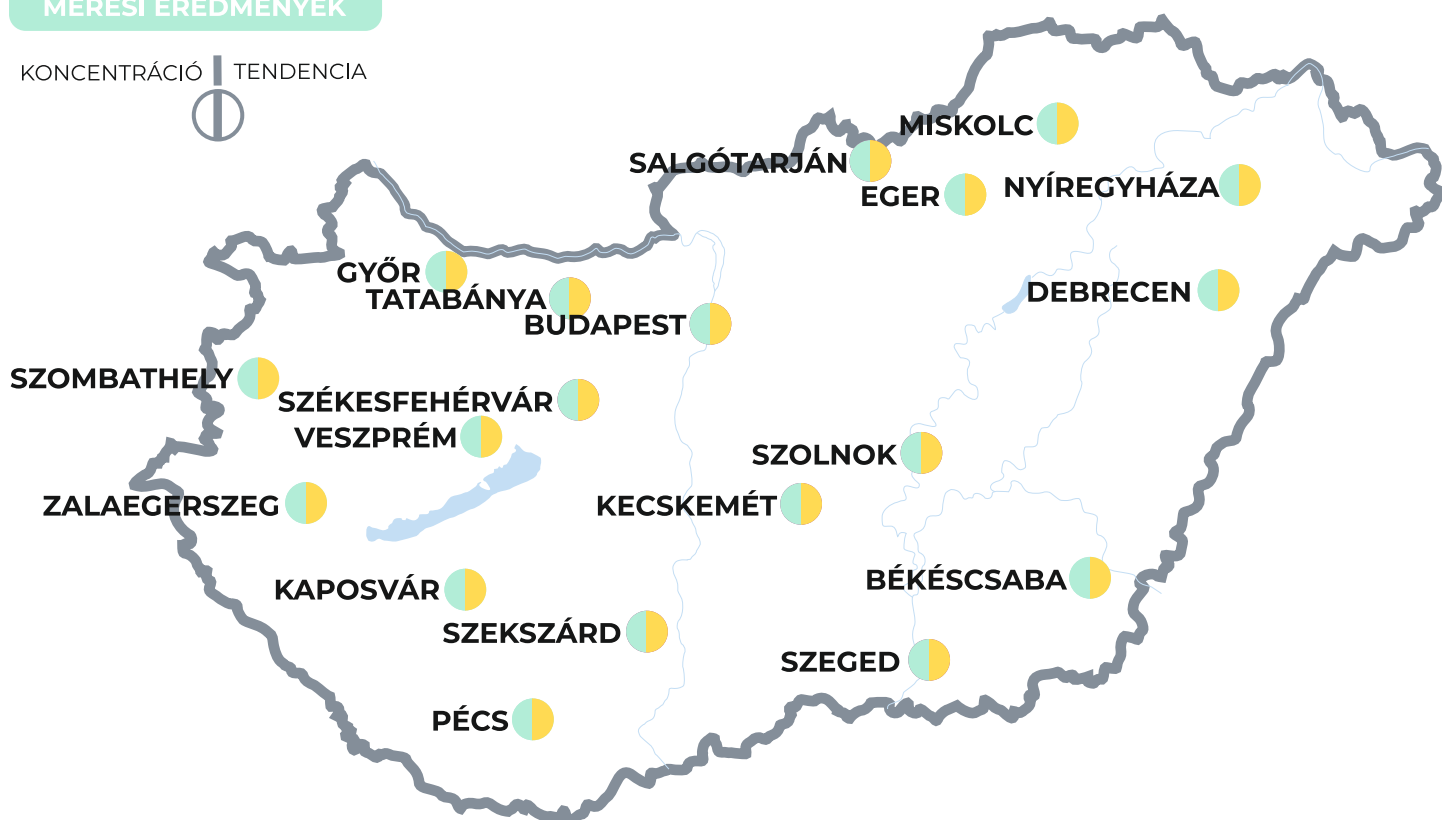 MÉRÉSI EREDMÉNYEK
KONCENTRÁCIÓ
TENDENCIA
MISKOLC
SALGÓTARJÁN
EGER
NYÍREGYHÁZA
GYŐR
TATABÁNYA
BUDAPEST
DEBRECEN
SZOMBATHELY
SZÉKESFEHÉRVÁR
VESZPRÉM
SZOLNOK
ZALAEGERSZEG
KECSKEMÉT
BÉKÉSCSABA
KAPOSVÁR
SZEKSZÁRD
SZEGED
PÉCS